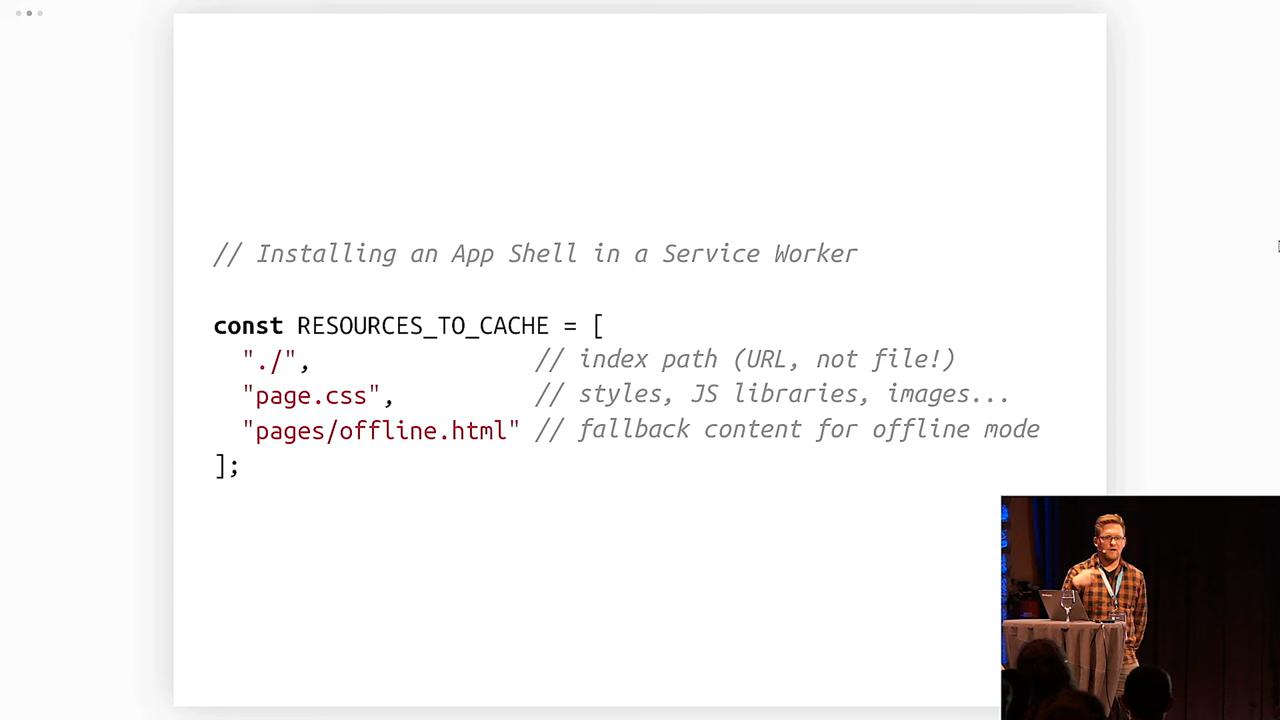 // Installing an App Shell in a Service Worker
const RESOURCES_TO_CACHE = [
"./", // index path (URL, not file!)
"page.css", // styles, JS libraries, images...
"pages/offline.html" // fallback content for offline mode
];